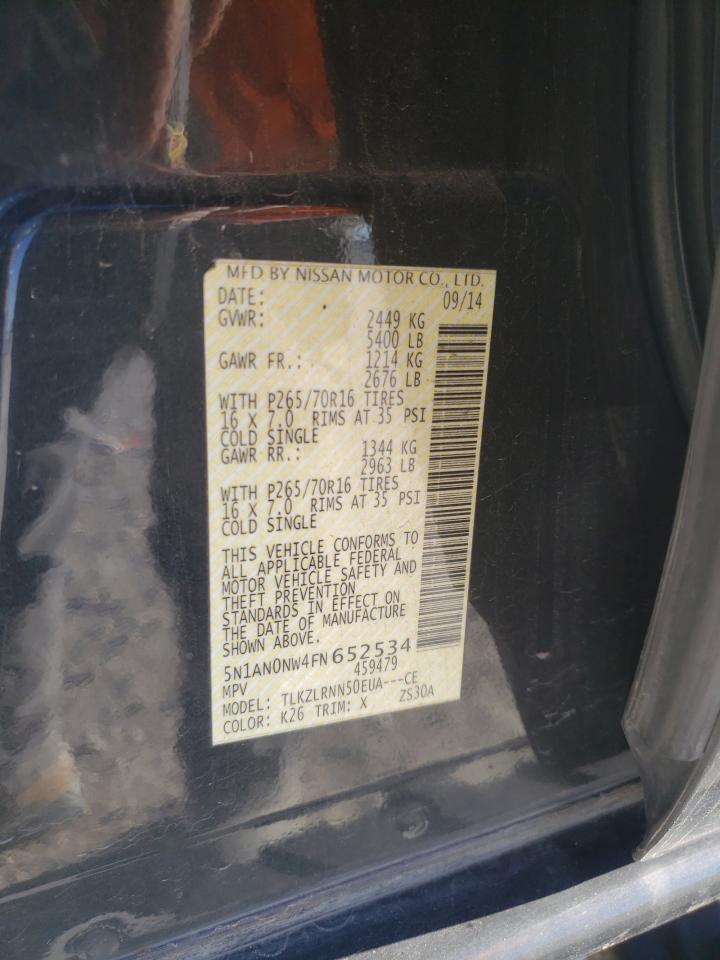 MFD BY NISSAN MOTOR CO., LTD.
DATE: 09/14
GVWR: 2449 KG
5400 LB
GAWR FR.: 1214 KG
2676 LB
WITH P265/70R16 TIRES
16 X 7.0 RIMS AT 35 PSI
COLD SINGLE
GAWR RR.: 1344 KG
2963 LB
WITH P265/70R16 TIRES
16 X 7.0 RIMS AT 35 PSI
COLD SINGLE
THIS VEHICLE CONFORMS TO
ALL APPLICABLE FEDERAL
MOTOR VEHICLE SAFETY AND
THEFT PREVENTION
STANDARDS IN EFFECT ON
THE DATE OF MANUFACTURE
SHOWN ABOVE.
5N1AN0NW4FN652534
MPV 459479
MODEL: TLKZLRNN50EUA---CE
COLOR: K26 TRIM: X ZS30A